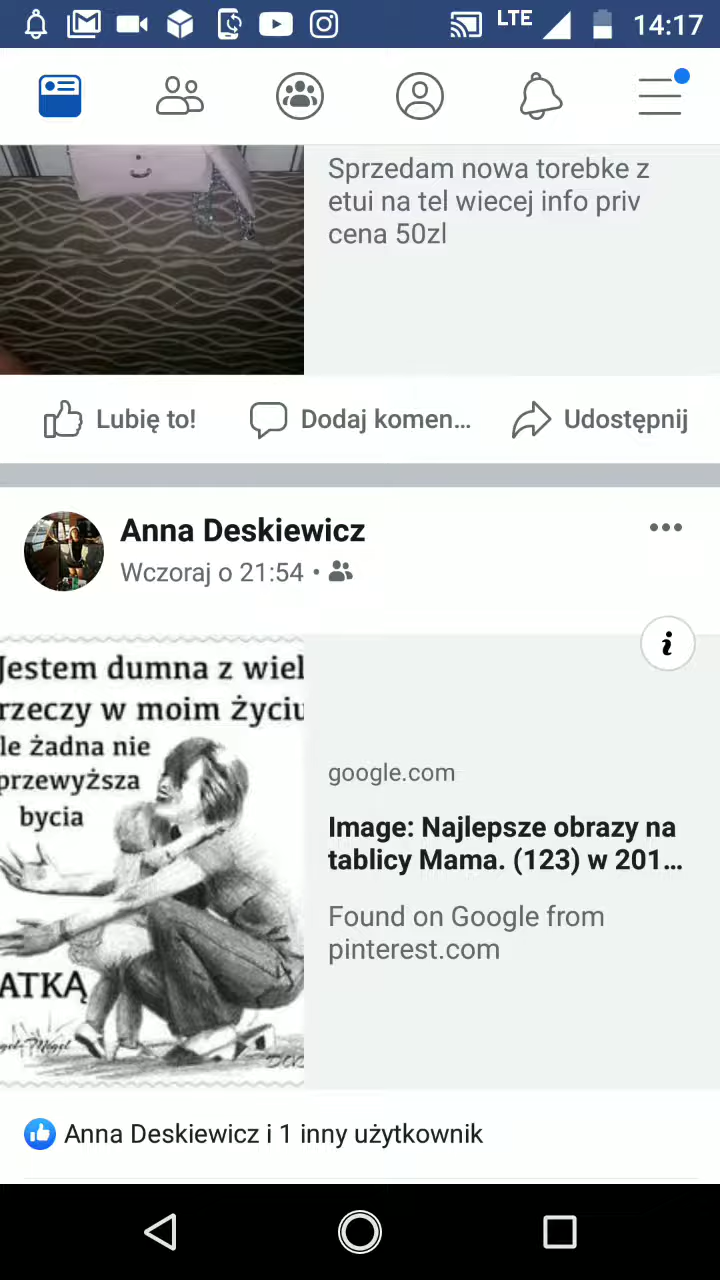 LTE 14:17
Sprzedam nowa torebke z
etui na tel wiecej info priv
cena 50zl
Lubię to! Dodaj komen... Udostępnij
Anna Deskiewicz
Wczoraj o 21:54 •
Jestem dumna z wiel
rzeczy w moim życiu
le żadna nie
przewyższa
bycia
ATKĄ
google.com
Image: Najlepsze obrazy na
tablicy Mama. (123) w 201...
Found on Google from
pinterest.com
Anna Deskiewicz i 1 inny użytkownik